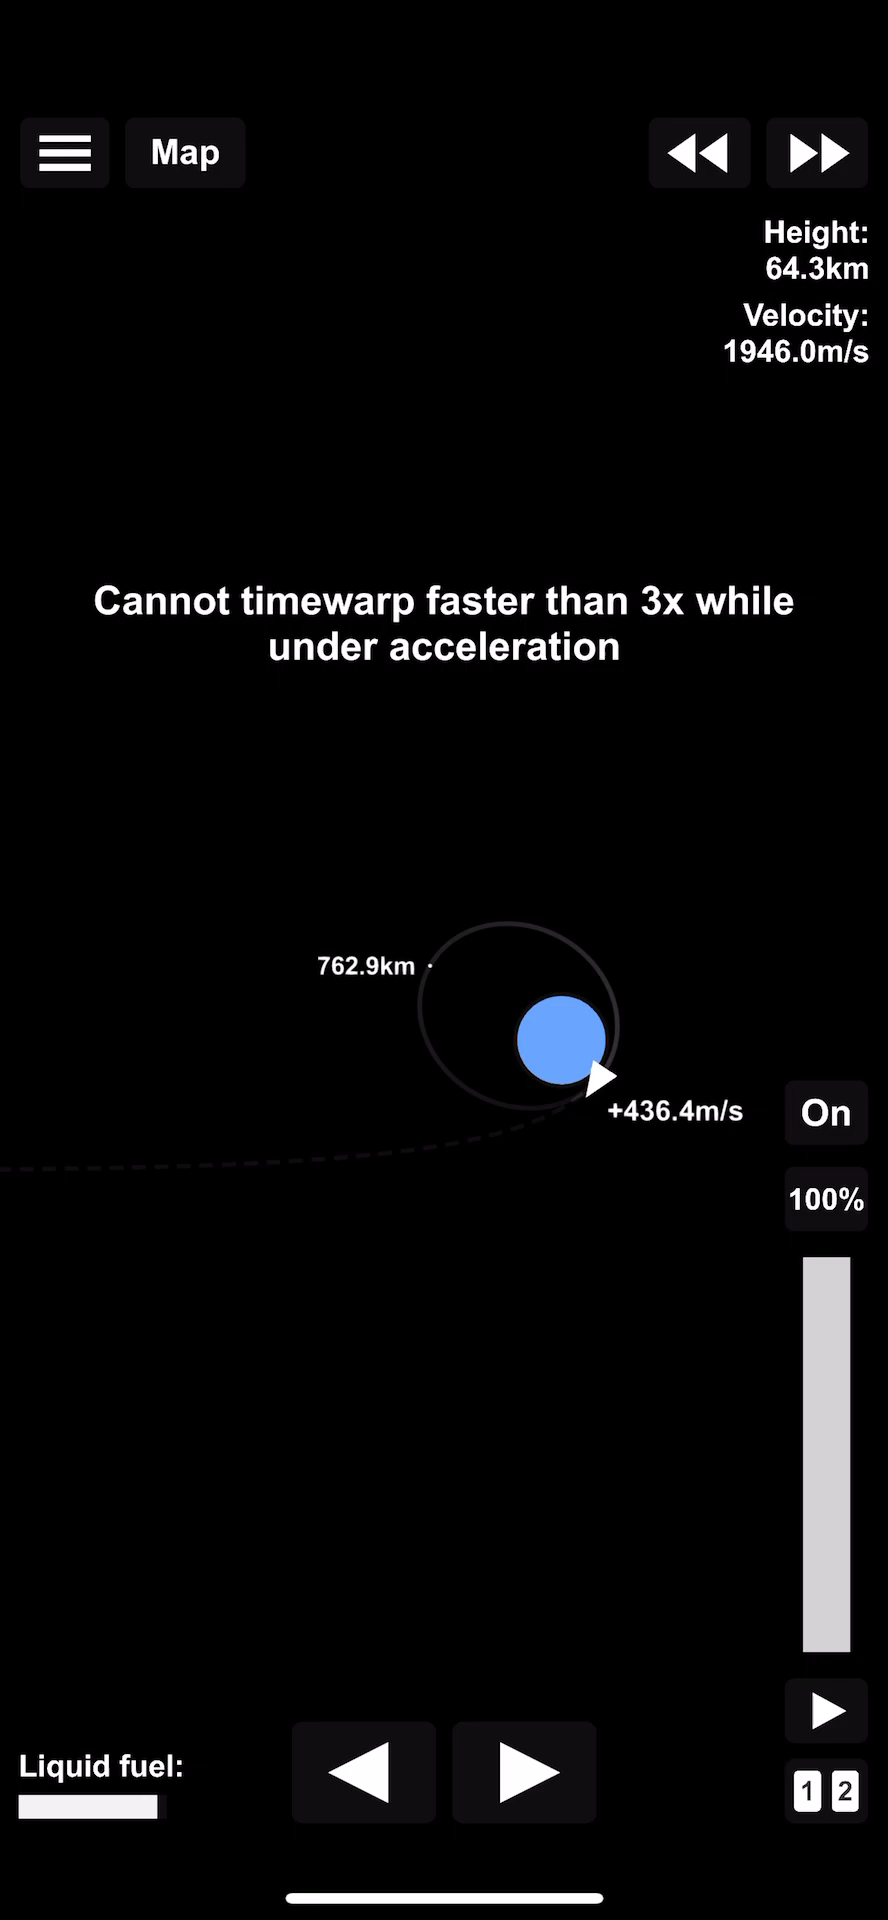 Map
Height:
64.3km
Velocity:
1946.0m/s
Cannot timewarp faster than 3x while
under acceleration
762.9km
+436.4m/s
On
100%
Liquid fuel:
1 2